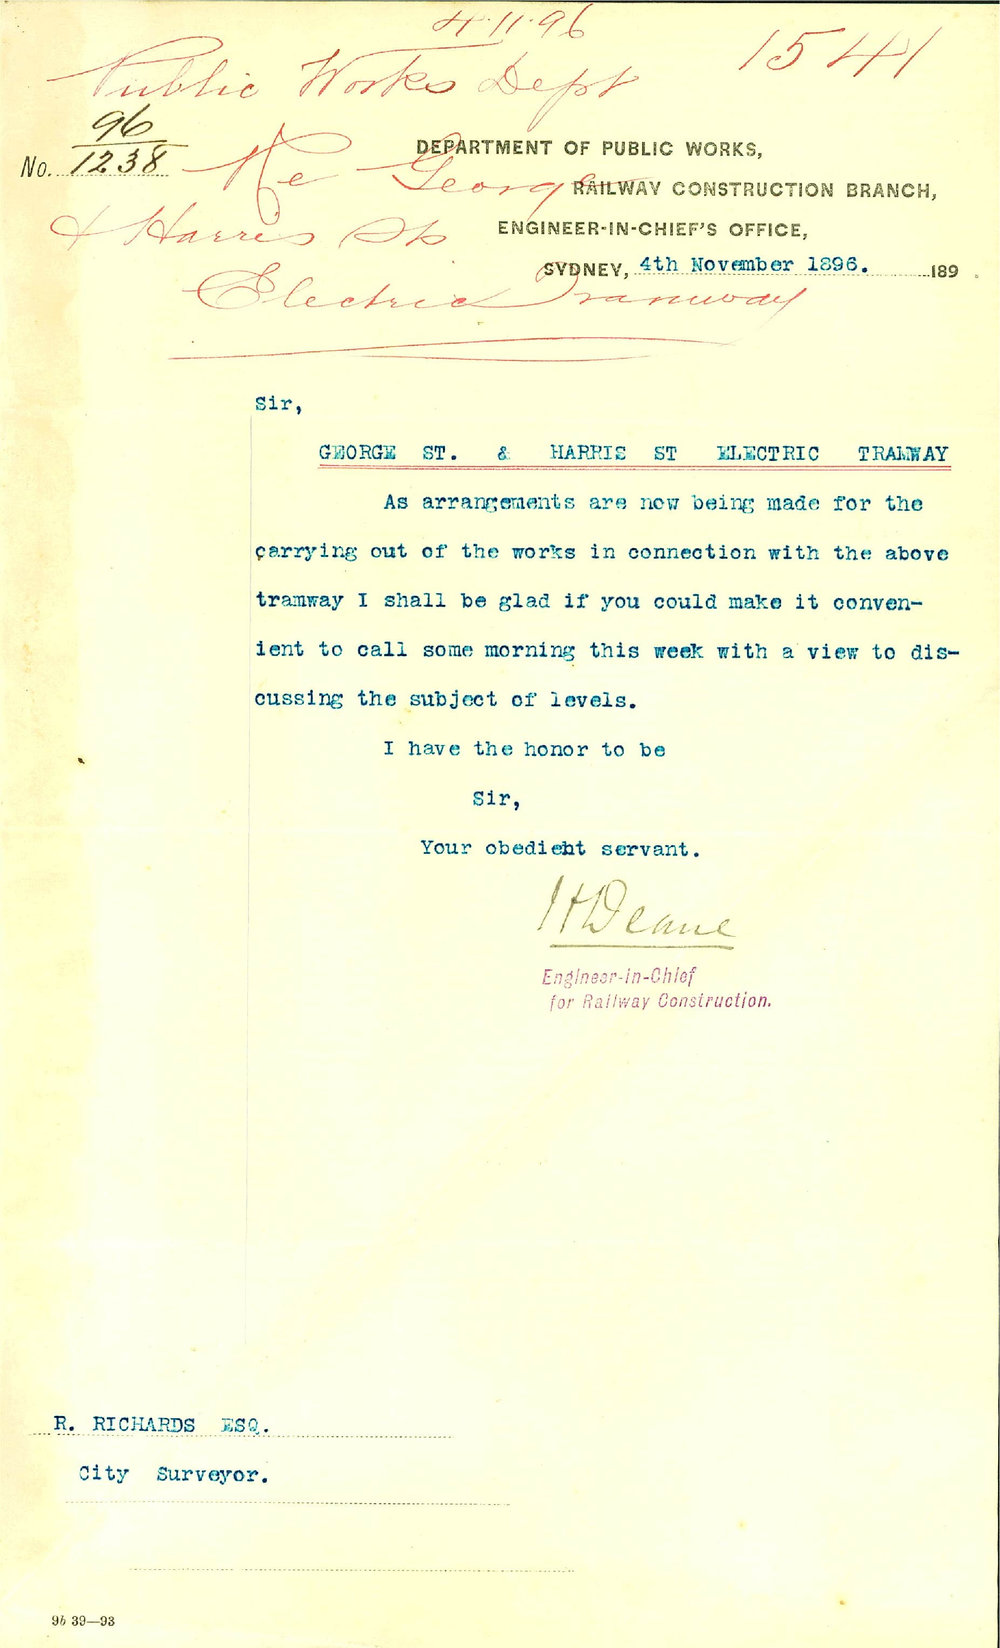 4.11.96
1541
Public Works Dept
96
No. 1238
Re George
& Harris Sts
Electric Tramway
DEPARTMENT OF PUBLIC WORKS,
RAILWAY CONSTRUCTION BRANCH,
ENGINEER-IN-CHIEF'S OFFICE,
SYDNEY, 4th November 1896. 189 .
Sir,
GEORGE ST. & HARRIS ST ELECTRIC TRAMWAY
As arrangements are now being made for the
carrying out of the works in connection with the above
tramway I shall be glad if you could make it conven-
ient to call some morning this week with a view to dis-
cussing the subject of levels.
I have the honor to be
Sir,
Your obedient servant.
H Deane
Engineer-in-Chief
for Railway Construction.
R. RICHARDS ESQ.
City Surveyor.
39—93